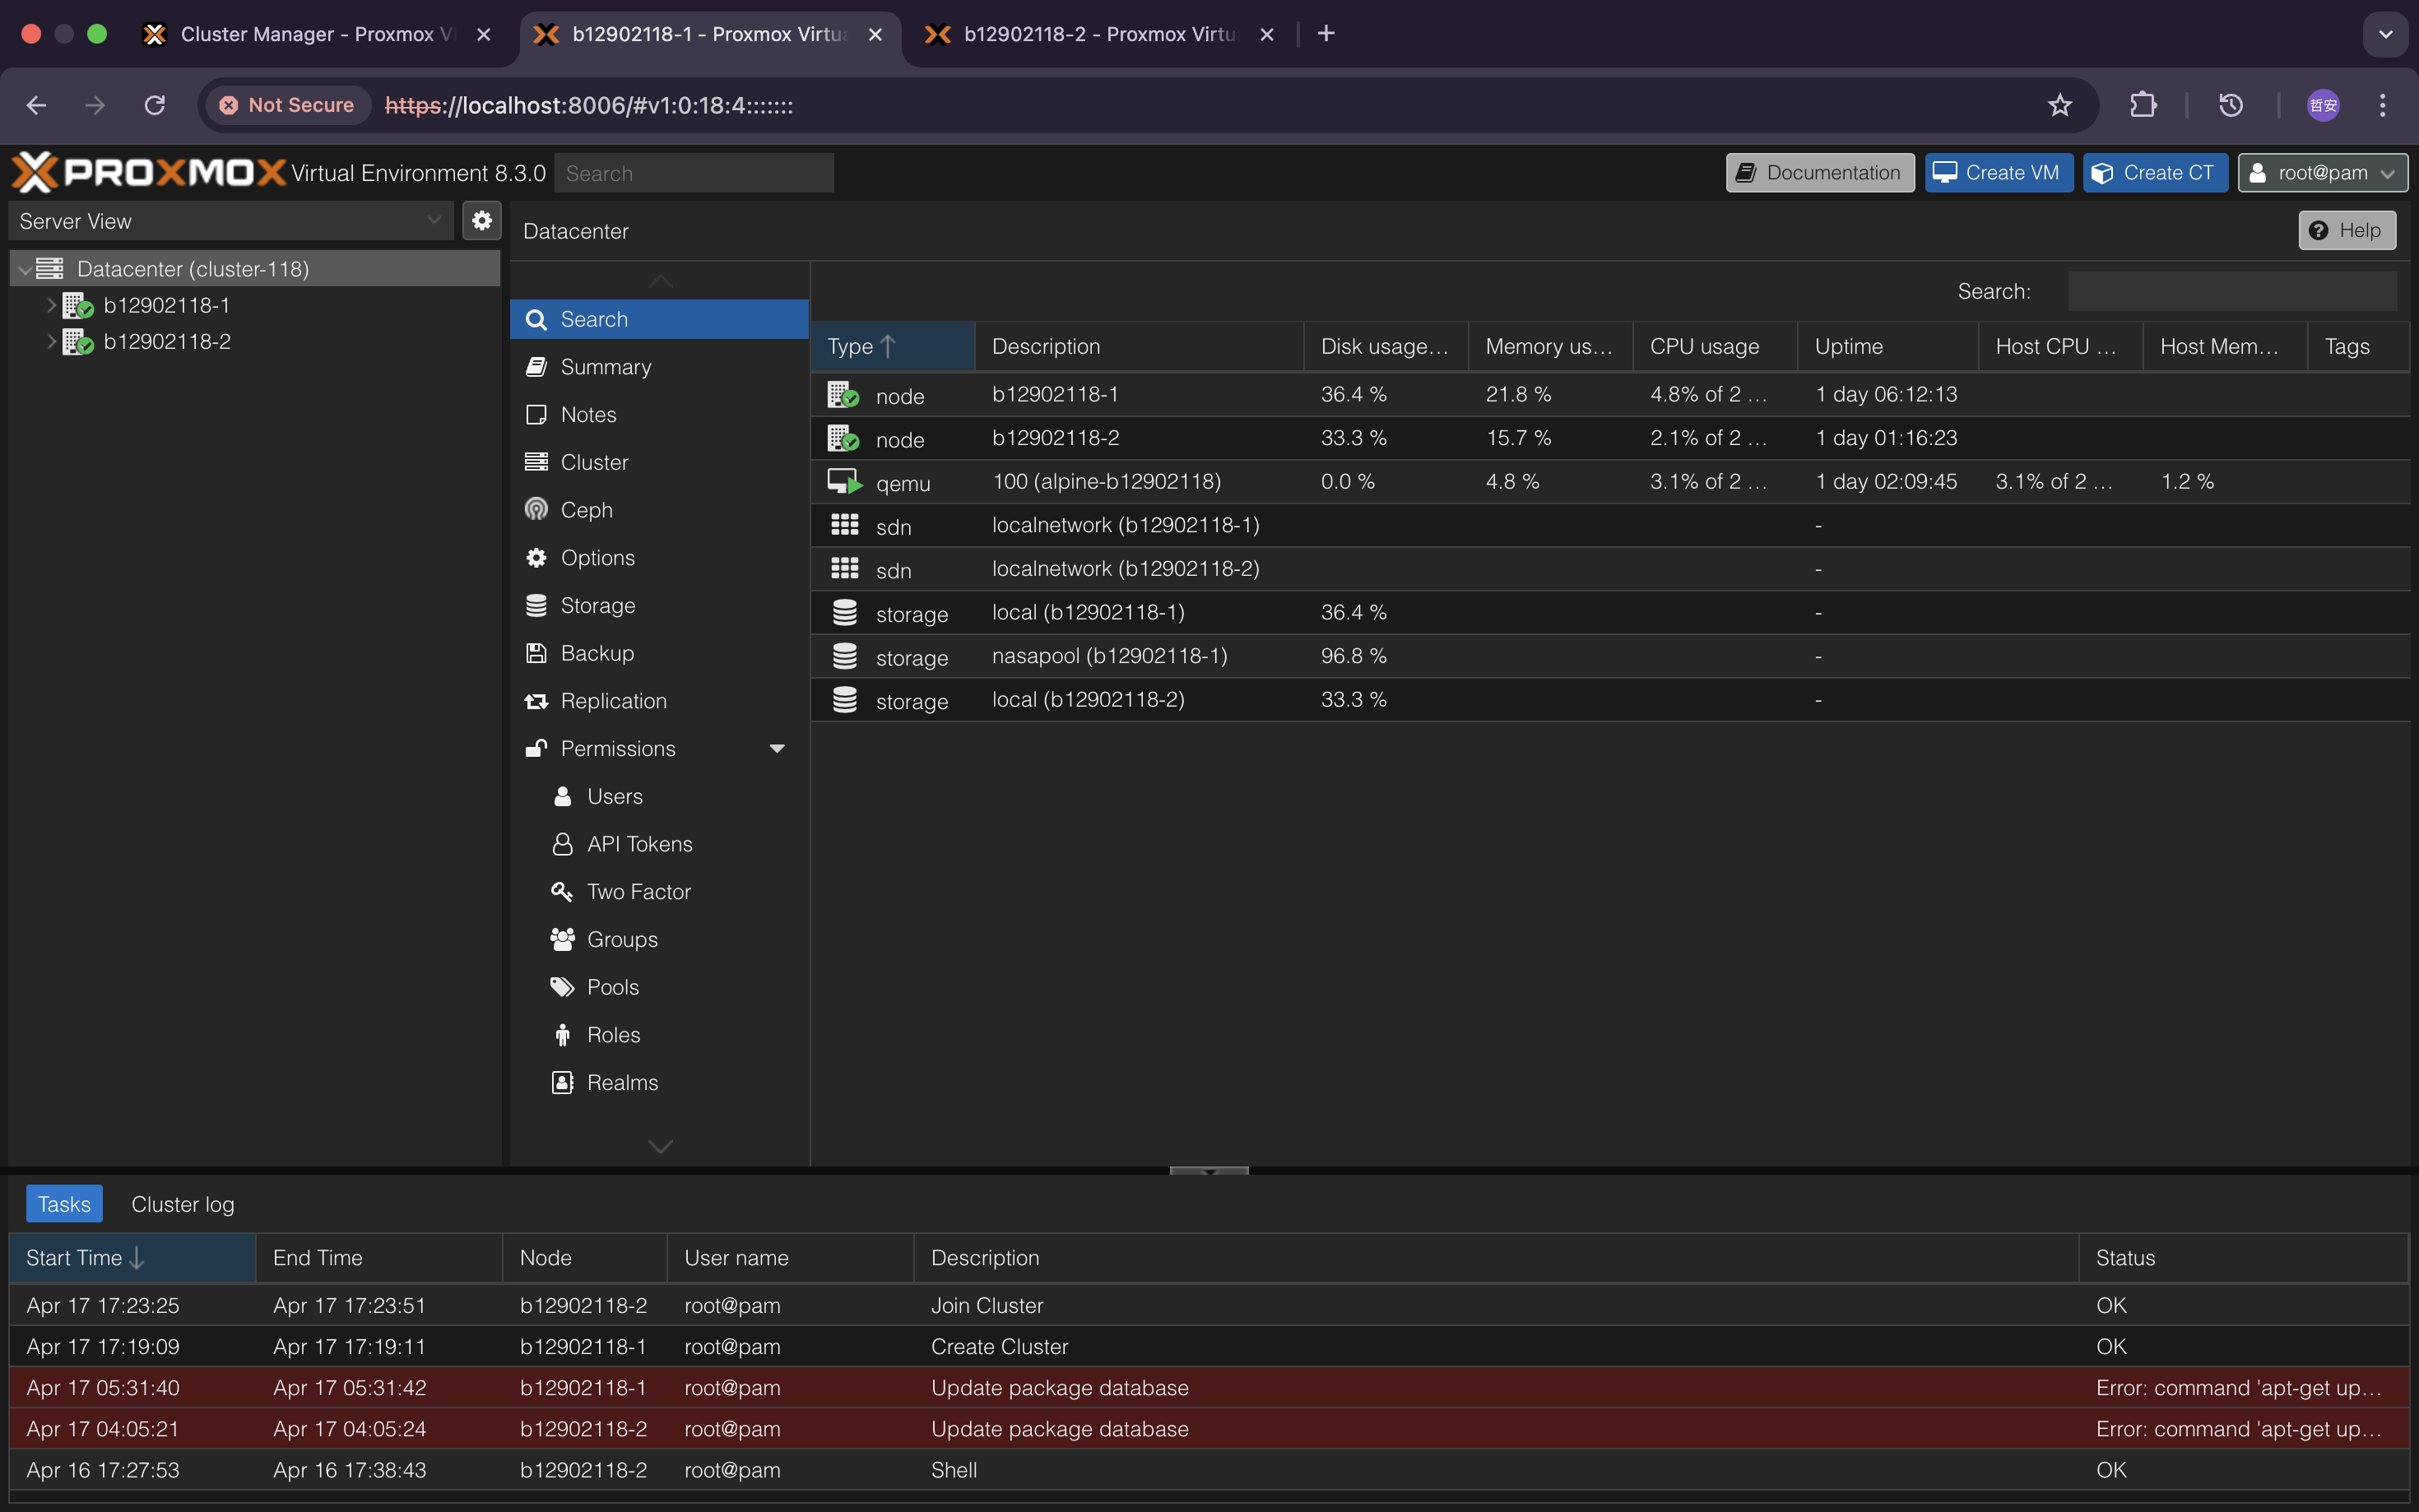 Cluster Manager - Proxmox V
b12902118-1 - Proxmox Virtu
b12902118-2 - Proxmox Virtu
Not Secure
https://localhost:8006/#v1:0:18:4:::::::
哲安
PROXMOX Virtual Environment 8.3.0
Search
Documentation
Create VM
Create CT
root@pam
Server View
Datacenter (cluster-118)
b12902118-1
b12902118-2
Datacenter
Help
Search
Summary
Notes
Cluster
Ceph
Options
Storage
Backup
Replication
Permissions
Users
API Tokens
Two Factor
Groups
Pools
Roles
Realms
Search:
Type Description Disk usage... Memory us... CPU usage Uptime Host CPU ... Host Mem... Tags
node b12902118-1 36.4 % 21.8 % 4.8% of 2 ... 1 day 06:12:13
node b12902118-2 33.3 % 15.7 % 2.1% of 2 ... 1 day 01:16:23
qemu 100 (alpine-b12902118) 0.0 % 4.8 % 3.1% of 2 ... 1 day 02:09:45 3.1% of 2 ... 1.2 %
sdn localnetwork (b12902118-1) -
sdn localnetwork (b12902118-2) -
storage local (b12902118-1) 36.4 % -
storage nasapool (b12902118-1) 96.8 % -
storage local (b12902118-2) 33.3 % -
Tasks Cluster log
Start Time End Time Node User name Description Status
Apr 17 17:23:25 Apr 17 17:23:51 b12902118-2 root@pam Join Cluster OK
Apr 17 17:19:09 Apr 17 17:19:11 b12902118-1 root@pam Create Cluster OK
Apr 17 05:31:40 Apr 17 05:31:42 b12902118-1 root@pam Update package database Error: command 'apt-get up...
Apr 17 04:05:21 Apr 17 04:05:24 b12902118-2 root@pam Update package database Error: command 'apt-get up...
Apr 16 17:27:53 Apr 16 17:38:43 b12902118-2 root@pam Shell OK